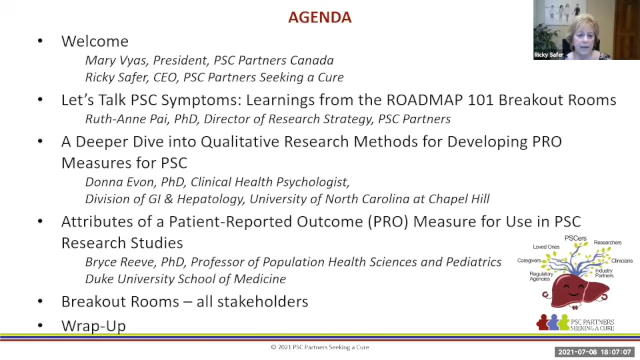 AGENDA
• Welcome
Mary Vyas, President, PSC Partners Canada
Ricky Safer, CEO, PSC Partners Seeking a Cure
• Let's Talk PSC Symptoms: Learnings from the ROADMAP 101 Breakout Rooms
Ruth-Anne Pai, PhD, Director of Research Strategy, PSC Partners
• A Deeper Dive into Qualitative Research Methods for Developing PRO
Measures for PSC
Donna Evon, PhD, Clinical Health Psychologist,
Division of GI & Hepatology, University of North Carolina at Chapel Hill
• Attributes of a Patient-Reported Outcome (PRO) Measure for Use in PSC
Research Studies
Bryce Reeve, PhD, Professor of Population Health Sciences and Pediatrics
Duke University School of Medicine
• Breakout Rooms – all stakeholders
• Wrap-Up
Ricky Safer
PSCers
Loved Ones
Researchers
Caregivers
Clinicians
Regulatory
Agencies
Industry
Partners
PSC PARTNERS
SEEKING A CURE
© 2021 PSC Partners Seeking a Cure
2021-07-08 18:07:07